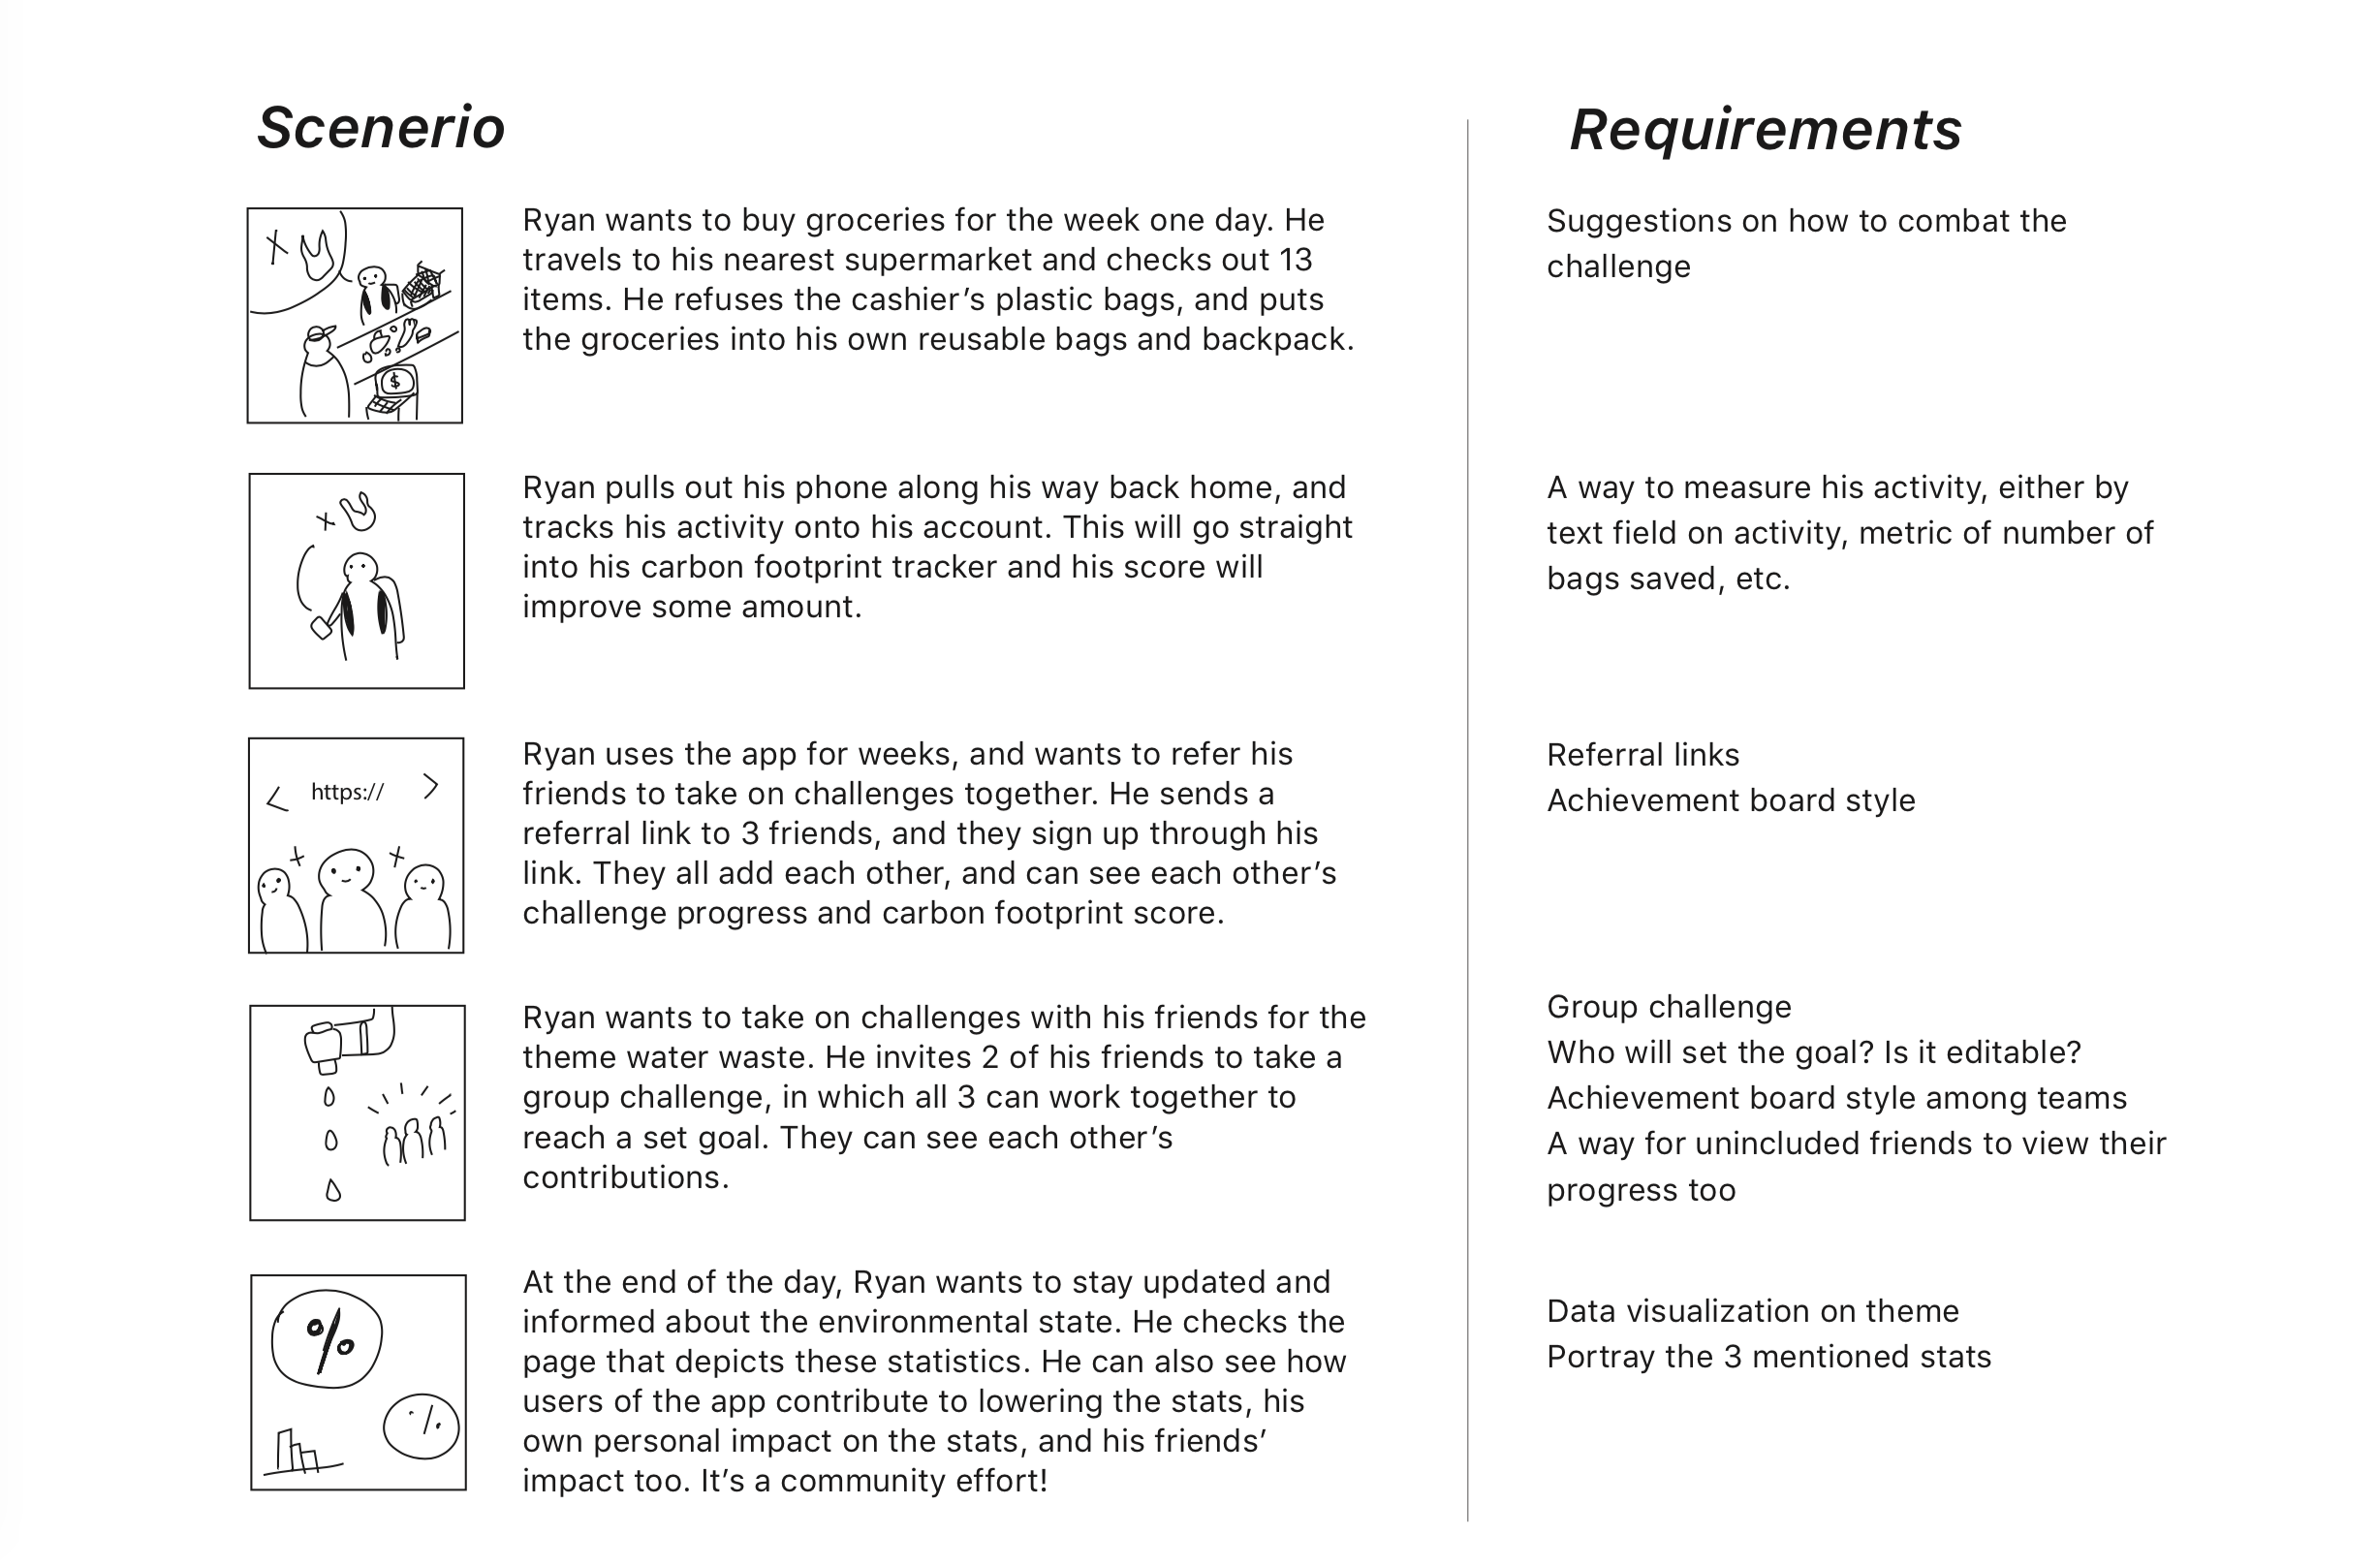 Scenerio
Requirements
Ryan wants to buy groceries for the week one day. He
travels to his nearest supermarket and checks out 13
items. He refuses the cashier’s plastic bags, and puts
the groceries into his own reusable bags and backpack.
Suggestions on how to combat the
challenge
$
Ryan pulls out his phone along his way back home, and
tracks his activity onto his account. This will go straight
into his carbon footprint tracker and his score will
improve some amount.
A way to measure his activity, either by
text field on activity, metric of number of
bags saved, etc.
< https:// >
Ryan uses the app for weeks, and wants to refer his
friends to take on challenges together. He sends a
referral link to 3 friends, and they sign up through his
link. They all add each other, and can see each other’s
challenge progress and carbon footprint score.
Referral links
Achievement board style
Ryan wants to take on challenges with his friends for the
theme water waste. He invites 2 of his friends to take a
group challenge, in which all 3 can work together to
reach a set goal. They can see each other’s
contributions.
Group challenge
Who will set the goal? Is it editable?
Achievement board style among teams
A way for unincluded friends to view their
progress too
%
%
At the end of the day, Ryan wants to stay updated and
informed about the environmental state. He checks the
page that depicts these statistics. He can also see how
users of the app contribute to lowering the stats, his
own personal impact on the stats, and his friends’
impact too. It’s a community effort!
Data visualization on theme
Portray the 3 mentioned stats